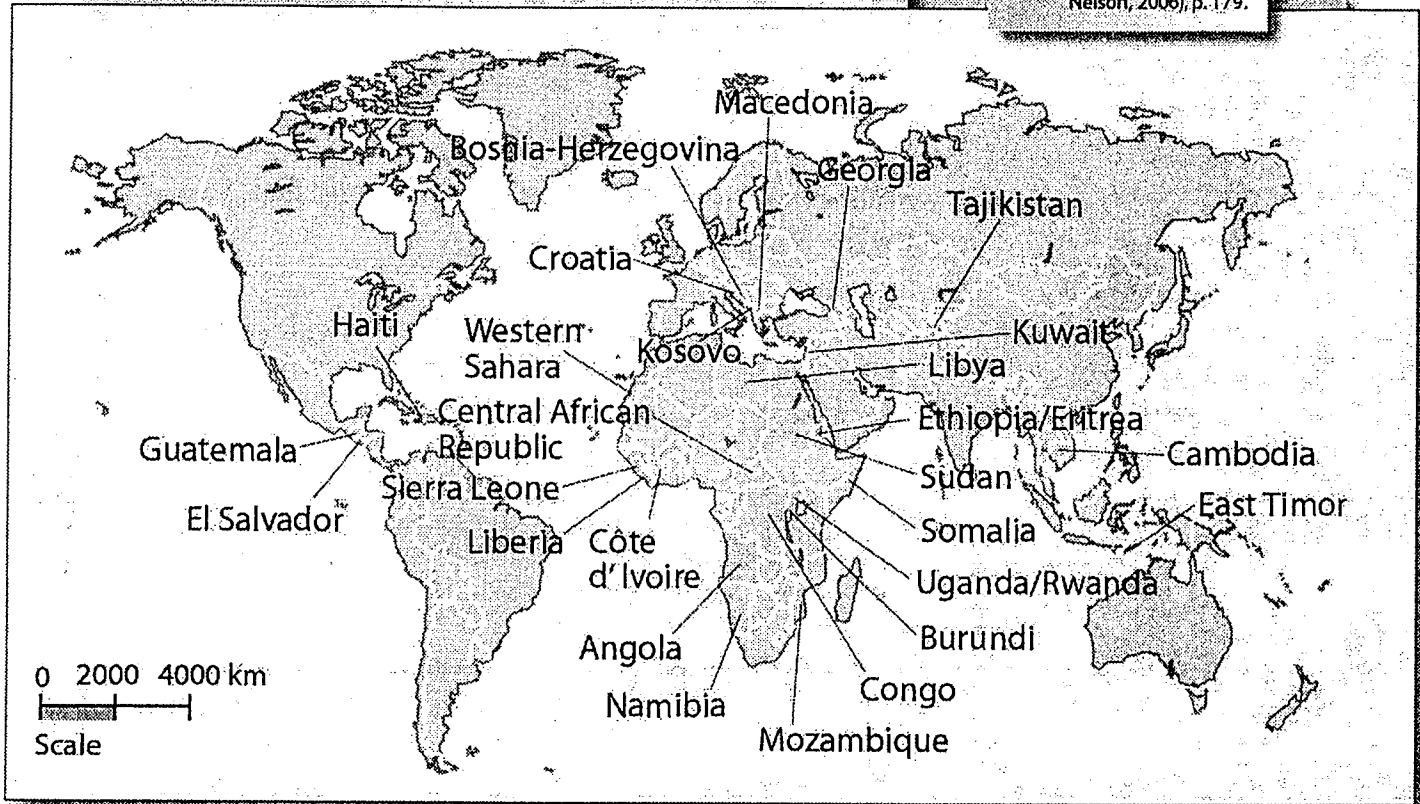 Nelson, 2006), p. 179.
Macedonia
Bosnia-Herzegovina
Georgia
Tajikistan
Croatia
Haiti
Western
Sahara
Kosovo
Kuwait
Libya
Central African
Republic
Ethiopia/Eritrea
Guatemala
Sudan
Cambodia
Sierra Leone
East Timor
El Salvador
Liberia
Côte
d'Ivoire
Somalia
Uganda/Rwanda
Angola
Burundi
Namibia
Congo
Mozambique
0 2000 4000 km
Scale